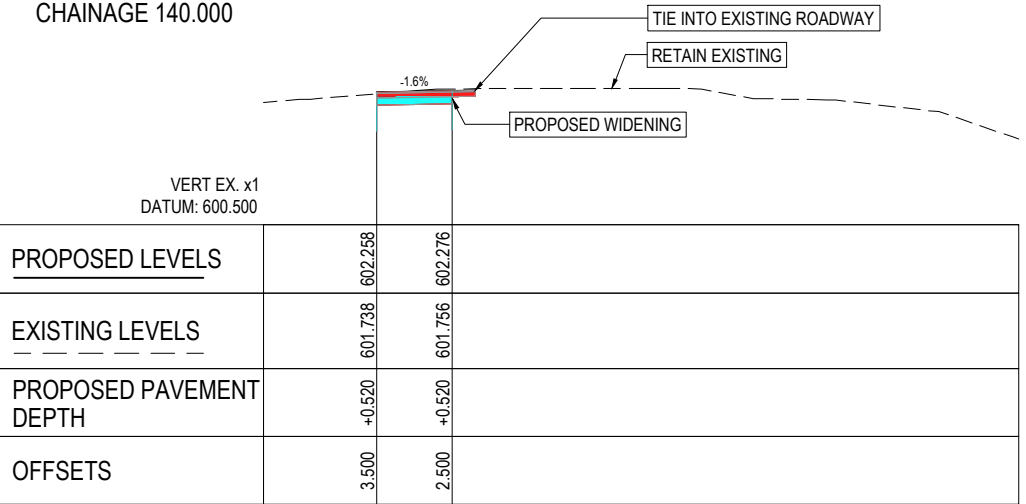 CHAINAGE 140.000
TIE INTO EXISTING ROADWAY
RETAIN EXISTING
-1.6%
PROPOSED WIDENING
VERT EX. x1
DATUM: 600.500
PROPOSED LEVELS 602.258 602.276
EXISTING LEVELS 601.738 601.756
PROPOSED PAVEMENT
DEPTH +0.520 +0.520
OFFSETS 3.500 2.500